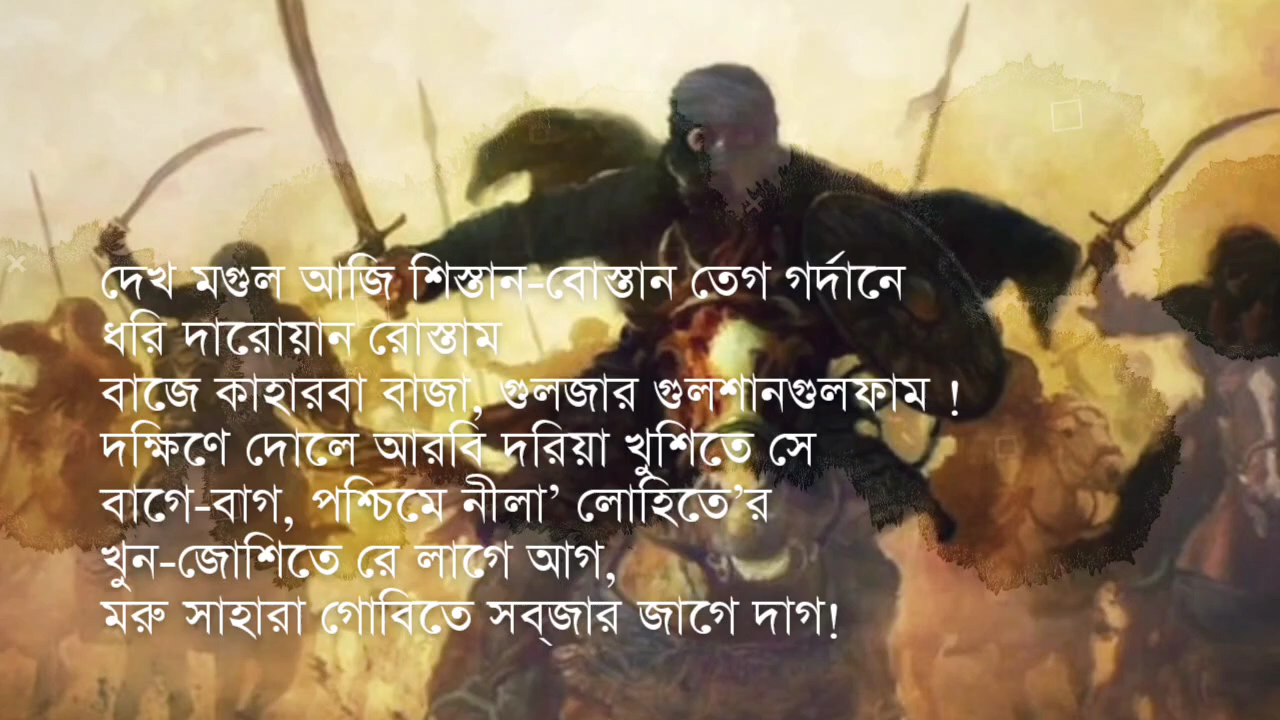 দেখ মগুল আজি শিস্তান-বোস্তান তেগ গর্দানে
ধরি দারোয়ান রোস্তাম
বাজে কাহারবা বাজা, গুলজার গুলশানগুলফাম !
দক্ষিণে দোলে আরবি দরিয়া খুশিতে সে
বাগে-বাগ, পশ্চিমে নীলা’ লোহিতে’র
খুন-জোশিতে রে লাগে আগ,
মরু সাহারা গোবিতে সব্‌জার জাগে দাগ!